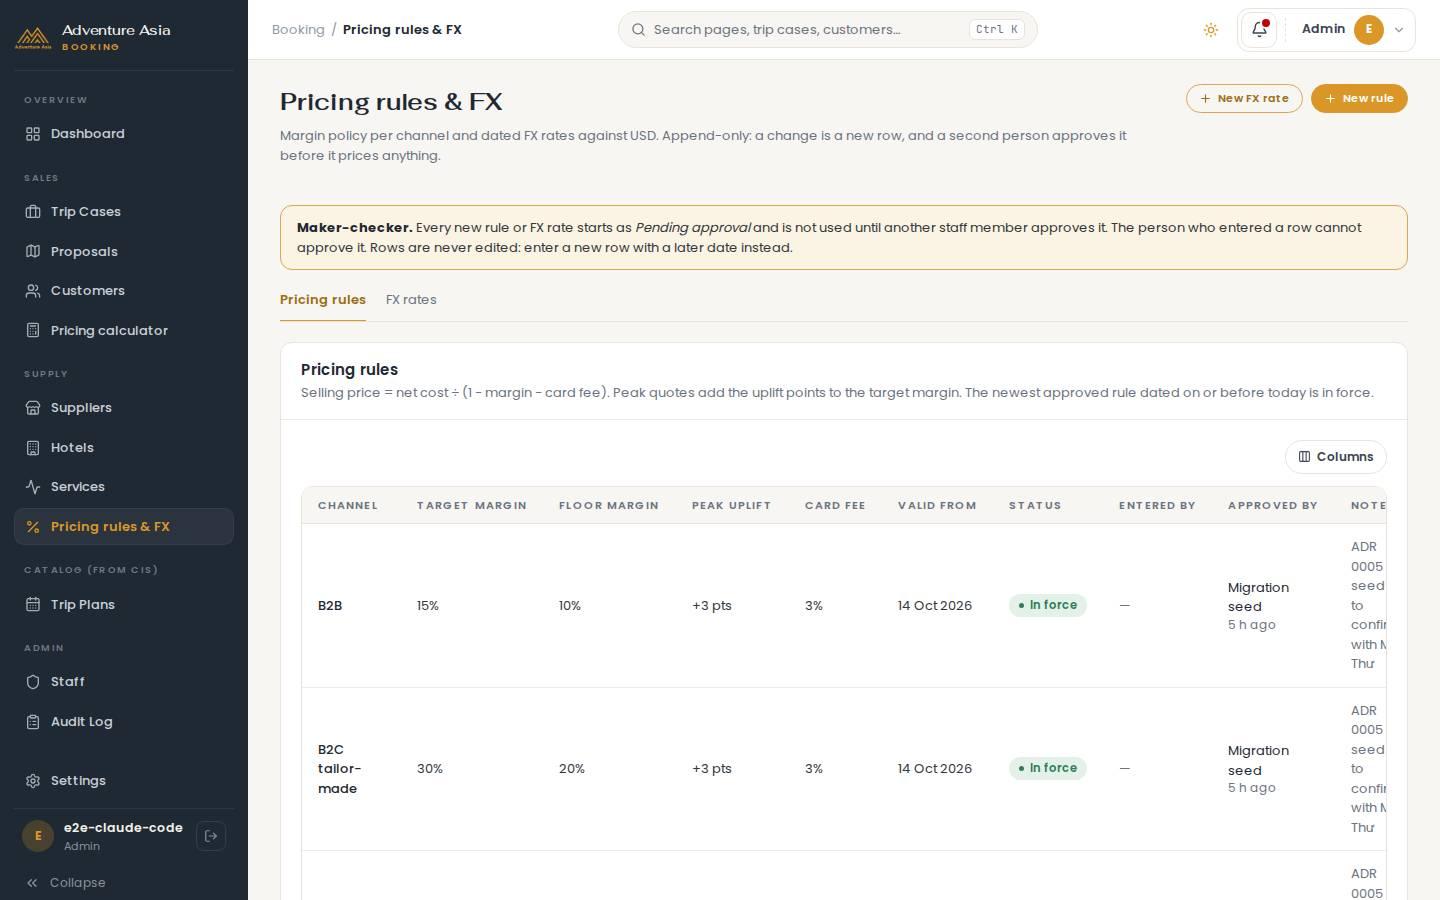 Adventure Asia
BOOKING
Adventure Asia
OVERVIEW
Dashboard
SALES
Trip Cases
Proposals
Customers
Pricing calculator
SUPPLY
Suppliers
Hotels
Services
Pricing rules & FX
CATALOG (FROM CIS)
Trip Plans
ADMIN
Staff
Audit Log
Settings
E
e2e-claude-code
Admin
Collapse
Booking / Pricing rules & FX
Search pages, trip cases, customers...
Ctrl K
Admin
E
Pricing rules & FX
New FX rate
New rule
Margin policy per channel and dated FX rates against USD. Append-only: a change is a new row, and a second person approves it
before it prices anything.
Maker-checker. Every new rule or FX rate starts as Pending approval and is not used until another staff member approves it. The person who entered a row cannot
approve it. Rows are never edited: enter a new row with a later date instead.
Pricing rules
FX rates
Pricing rules
Selling price = net cost ÷ (1 - margin - card fee). Peak quotes add the uplift points to the target margin. The newest approved rule dated on or before today is in force.
Columns
CHANNEL TARGET MARGIN FLOOR MARGIN PEAK UPLIFT CARD FEE VALID FROM STATUS ENTERED BY APPROVED BY NOTE
B2B 15% 10% +3 pts 3% 14 Oct 2026 In force —
Migration
seed
5 h ago
ADR
0005
seed
to
confir
with M
Thư
B2C
tailor-
made
30% 20% +3 pts 3% 14 Oct 2026 In force —
Migration
seed
5 h ago
ADR
0005
seed
to
confir
with M
Thư
ADR
0005